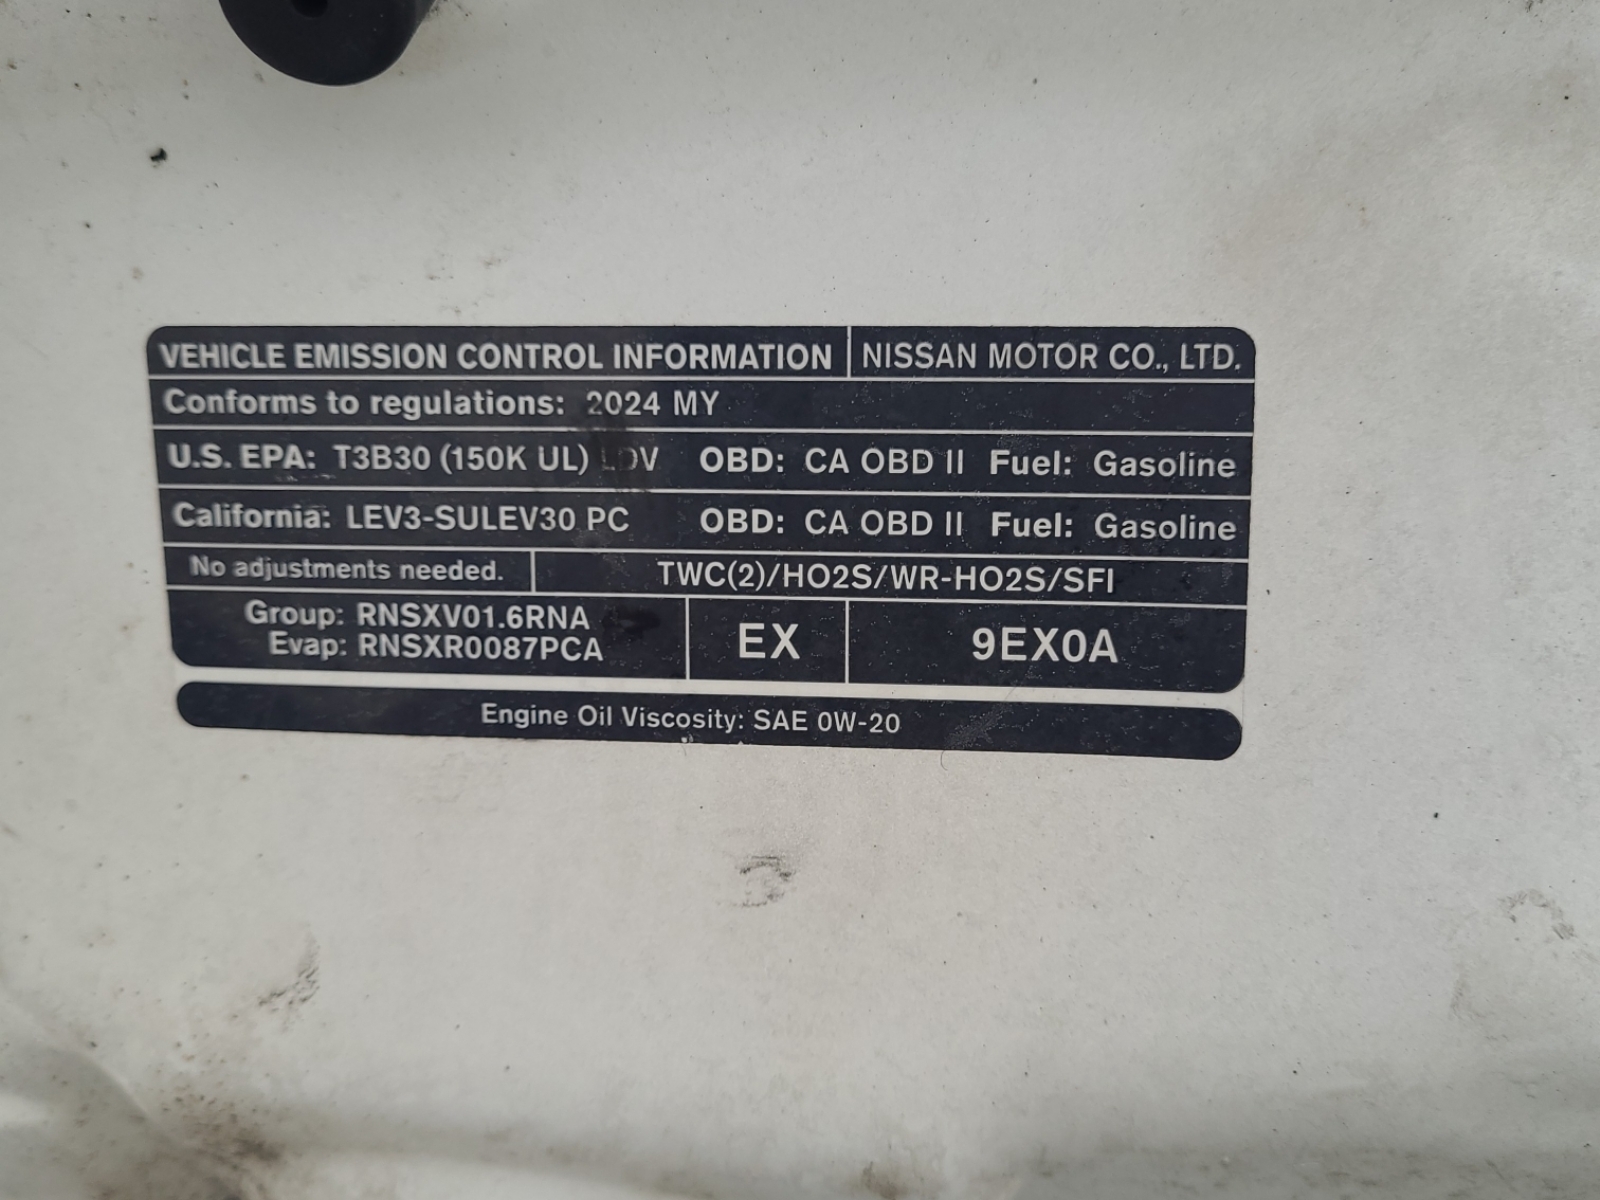 VEHICLE EMISSION CONTROL INFORMATION NISSAN MOTOR CO., LTD.
Conforms to regulations: 2024 MY
U.S. EPA: T3B30 (150K UL) LDV OBD: CA OBD II Fuel: Gasoline
California: LEV3-SULEV30 PC OBD: CA OBD II Fuel: Gasoline
No adjustments needed. TWC(2)/HO2S/WR-HO2S/SFI
Group: RNSXV01.6RNA
Evap: RNSXR0087PCA
EX
9EX0A
Engine Oil Viscosity: SAE 0W-20